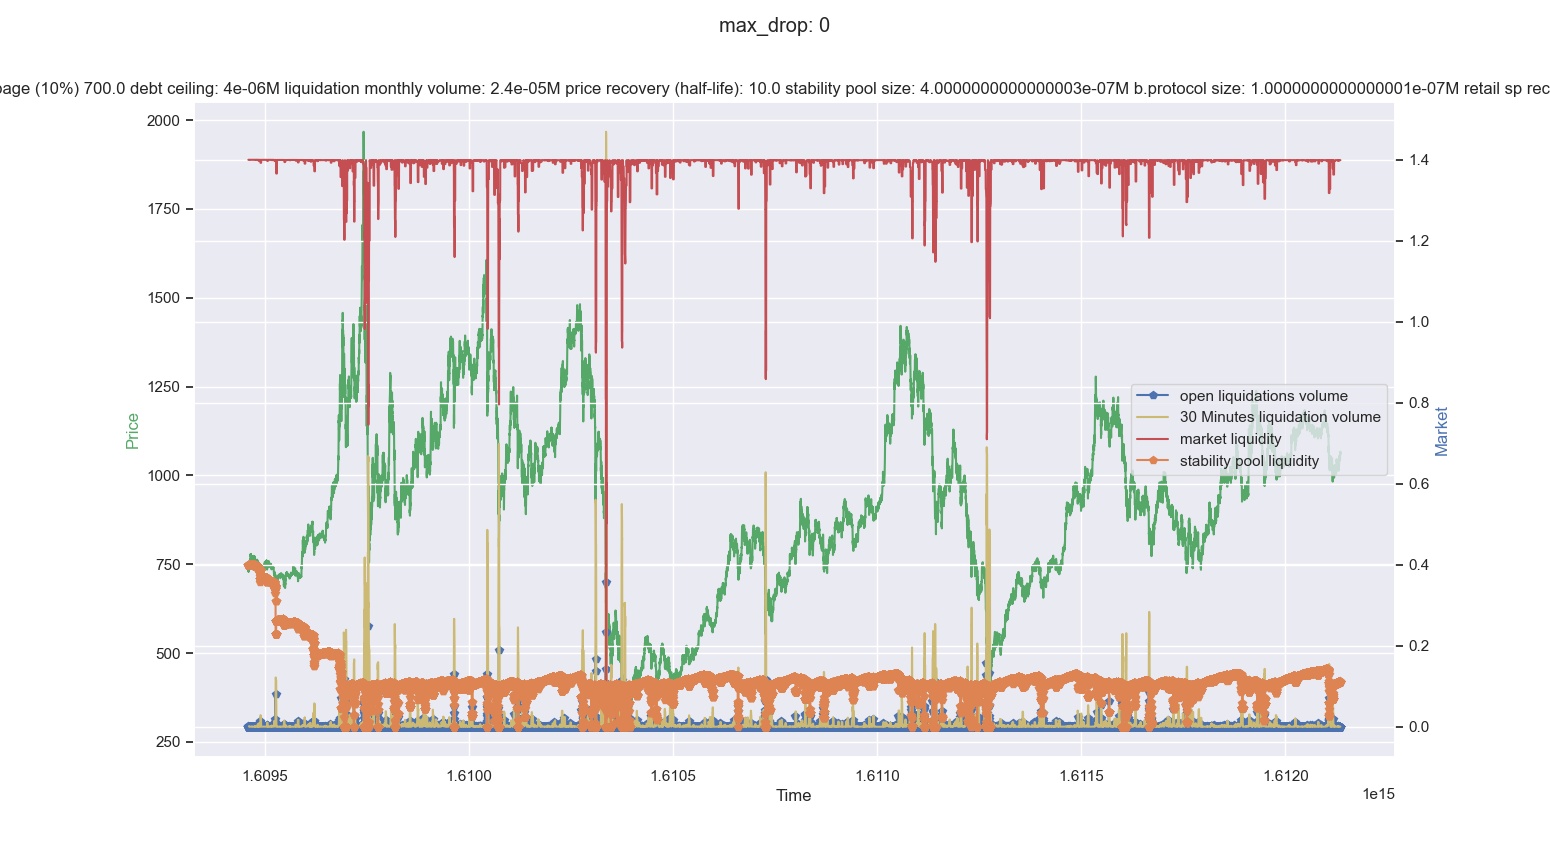 max_drop: 0
(10%) 700.0 debt ceiling: 4e-06M liquidation monthly volume: 2.4e-05M price recovery (half-life): 10.0 stability pool size: 4.0000000000000003e-07M b.protocol size: 1.0000000000000001e-07M retail sp rec
2000
1750
1500
1250
1000
750
500
250
Price
1.4
1.2
1.0
0.8
0.6
0.4
0.2
0.0
Market
open liquidations volume
30 Minutes liquidation volume
market liquidity
stability pool liquidity
1.6095
1.6100
1.6105
1.6110
1.6115
1.6120
Time
1e15